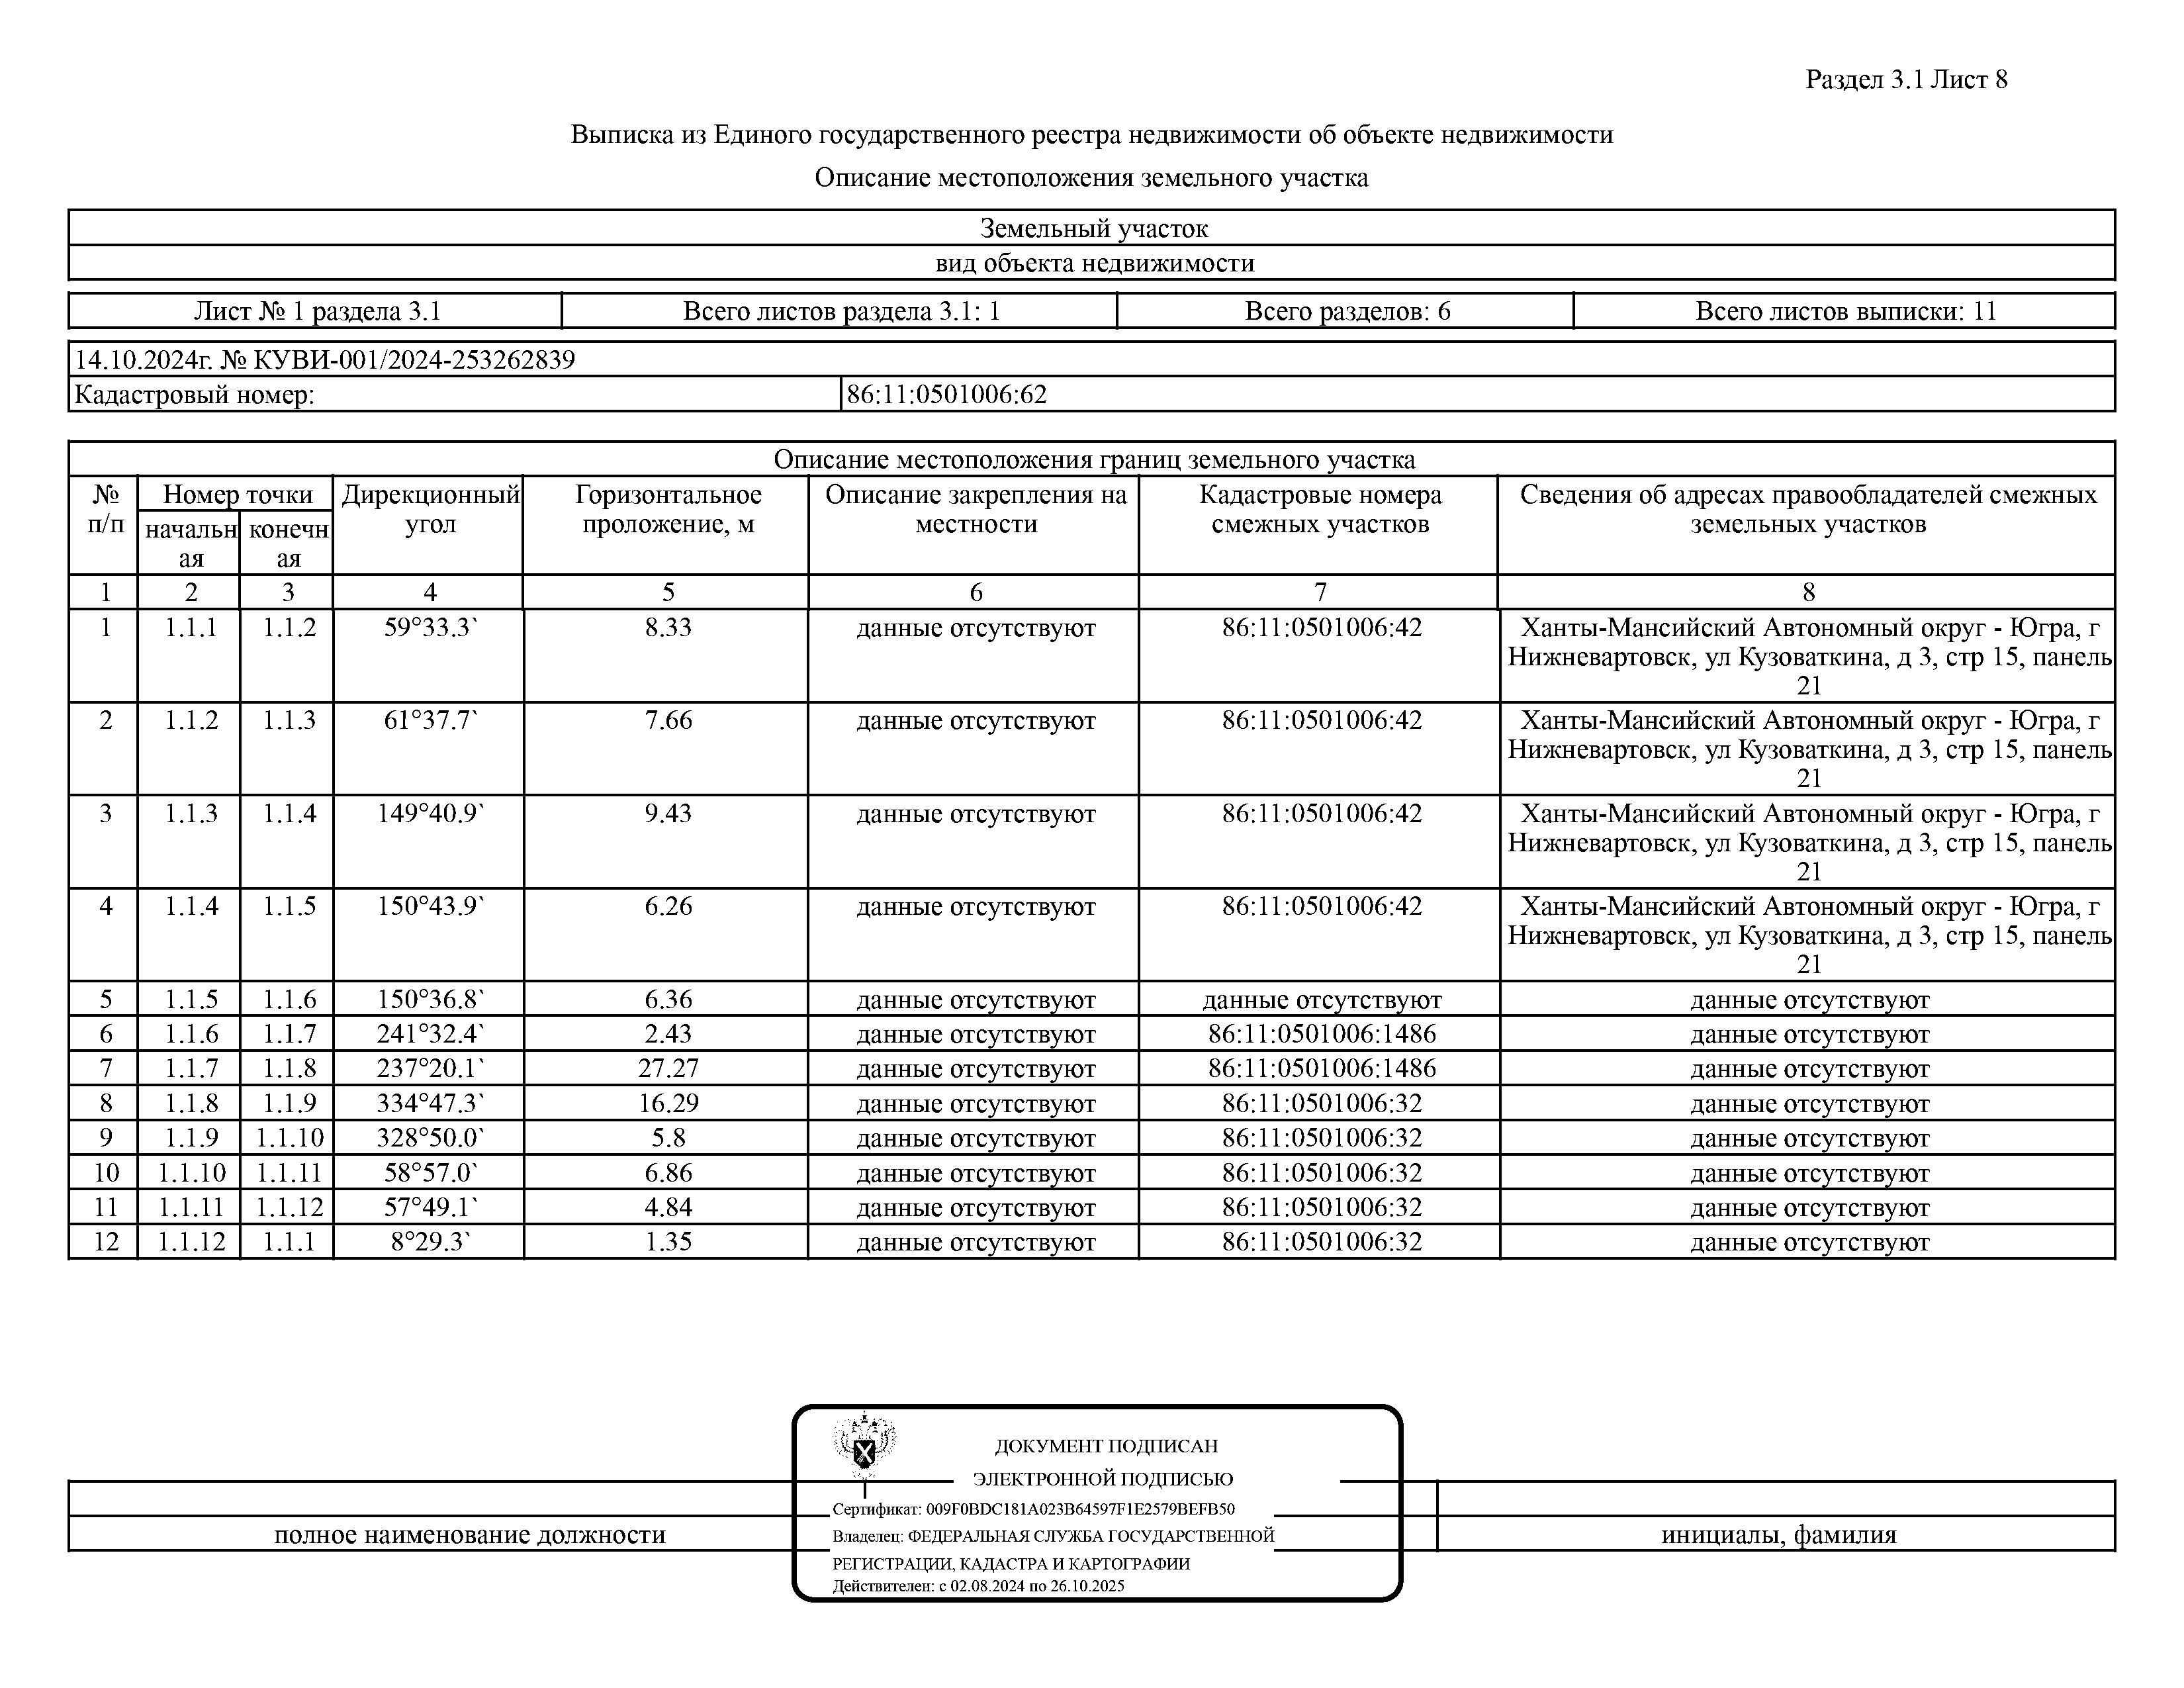 Раздел 3.1 Лист 8
Выписка из Единого государственного реестра недвижимости об объекте недвижимости
Описание местоположения земельного участка
Земельный участок
вид объекта недвижимости
Лист № 1 раздела 3.1 Всего листов раздела 3.1: 1 Всего разделов: 6 Всего листов выписки: 11
14.10.2024г. № КУВИ-001/2024-253262839
Кадастровый номер: 86:11:0501006:62
Описание местоположения границ земельного участка
№ п/п Номер точки Дирекционный угол Горизонтальное проложение, м Описание закрепления на местности Кадастровые номера смежных участков Сведения об адресах правообладателей смежных земельных участков
начальная конечная
1 2 3 4 5 6 7 8
1 1.1.1 1.1.2 59°33.3` 8.33 данные отсутствуют 86:11:0501006:42 Ханты-Мансийский Автономный округ - Югра, г
Нижневартовск, ул Кузоваткина, д 3, стр 15, панель
21
2 1.1.2 1.1.3 61°37.7` 7.66 данные отсутствуют 86:11:0501006:42 Ханты-Мансийский Автономный округ - Югра, г
Нижневартовск, ул Кузоваткина, д 3, стр 15, панель
21
3 1.1.3 1.1.4 149°40.9` 9.43 данные отсутствуют 86:11:0501006:42 Ханты-Мансийский Автономный округ - Югра, г
Нижневартовск, ул Кузоваткина, д 3, стр 15, панель
21
4 1.1.4 1.1.5 150°43.9` 6.26 данные отсутствуют 86:11:0501006:42 Ханты-Мансийский Автономный округ - Югра, г
Нижневартовск, ул Кузоваткина, д 3, стр 15, панель
21
5 1.1.5 1.1.6 150°36.8` 6.36 данные отсутствуют данные отсутствуют данные отсутствуют
6 1.1.6 1.1.7 241°32.4` 2.43 данные отсутствуют 86:11:0501006:1486 данные отсутствуют
7 1.1.7 1.1.8 237°20.1` 27.27 данные отсутствуют 86:11:0501006:1486 данные отсутствуют
8 1.1.8 1.1.9 334°47.3` 16.29 данные отсутствуют 86:11:0501006:32 данные отсутствуют
9 1.1.9 1.1.10 328°50.0` 5.8 данные отсутствуют 86:11:0501006:32 данные отсутствуют
10 1.1.10 1.1.11 58°57.0` 6.86 данные отсутствуют 86:11:0501006:32 данные отсутствуют
11 1.1.11 1.1.12 57°49.1` 4.84 данные отсутствуют 86:11:0501006:32 данные отсутствуют
12 1.1.12 1.1.1 8°29.3` 1.35 данные отсутствуют 86:11:0501006:32 данные отсутствуют
ДОКУМЕНТ ПОДПИСАН
ЭЛЕКТРОННОЙ ПОДПИСЬЮ
Сертификат: 009F0BDC181A023B64597F1E2579BEFB50
Владелец: ФЕДЕРАЛЬНАЯ СЛУЖБА ГОСУДАРСТВЕННОЙ
РЕГИСТРАЦИИ, КАДАСТРА И КАРТОГРАФИИ
Действителен: с 02.08.2024 по 26.10.2025
полное наименование должности
инициалы, фамилия